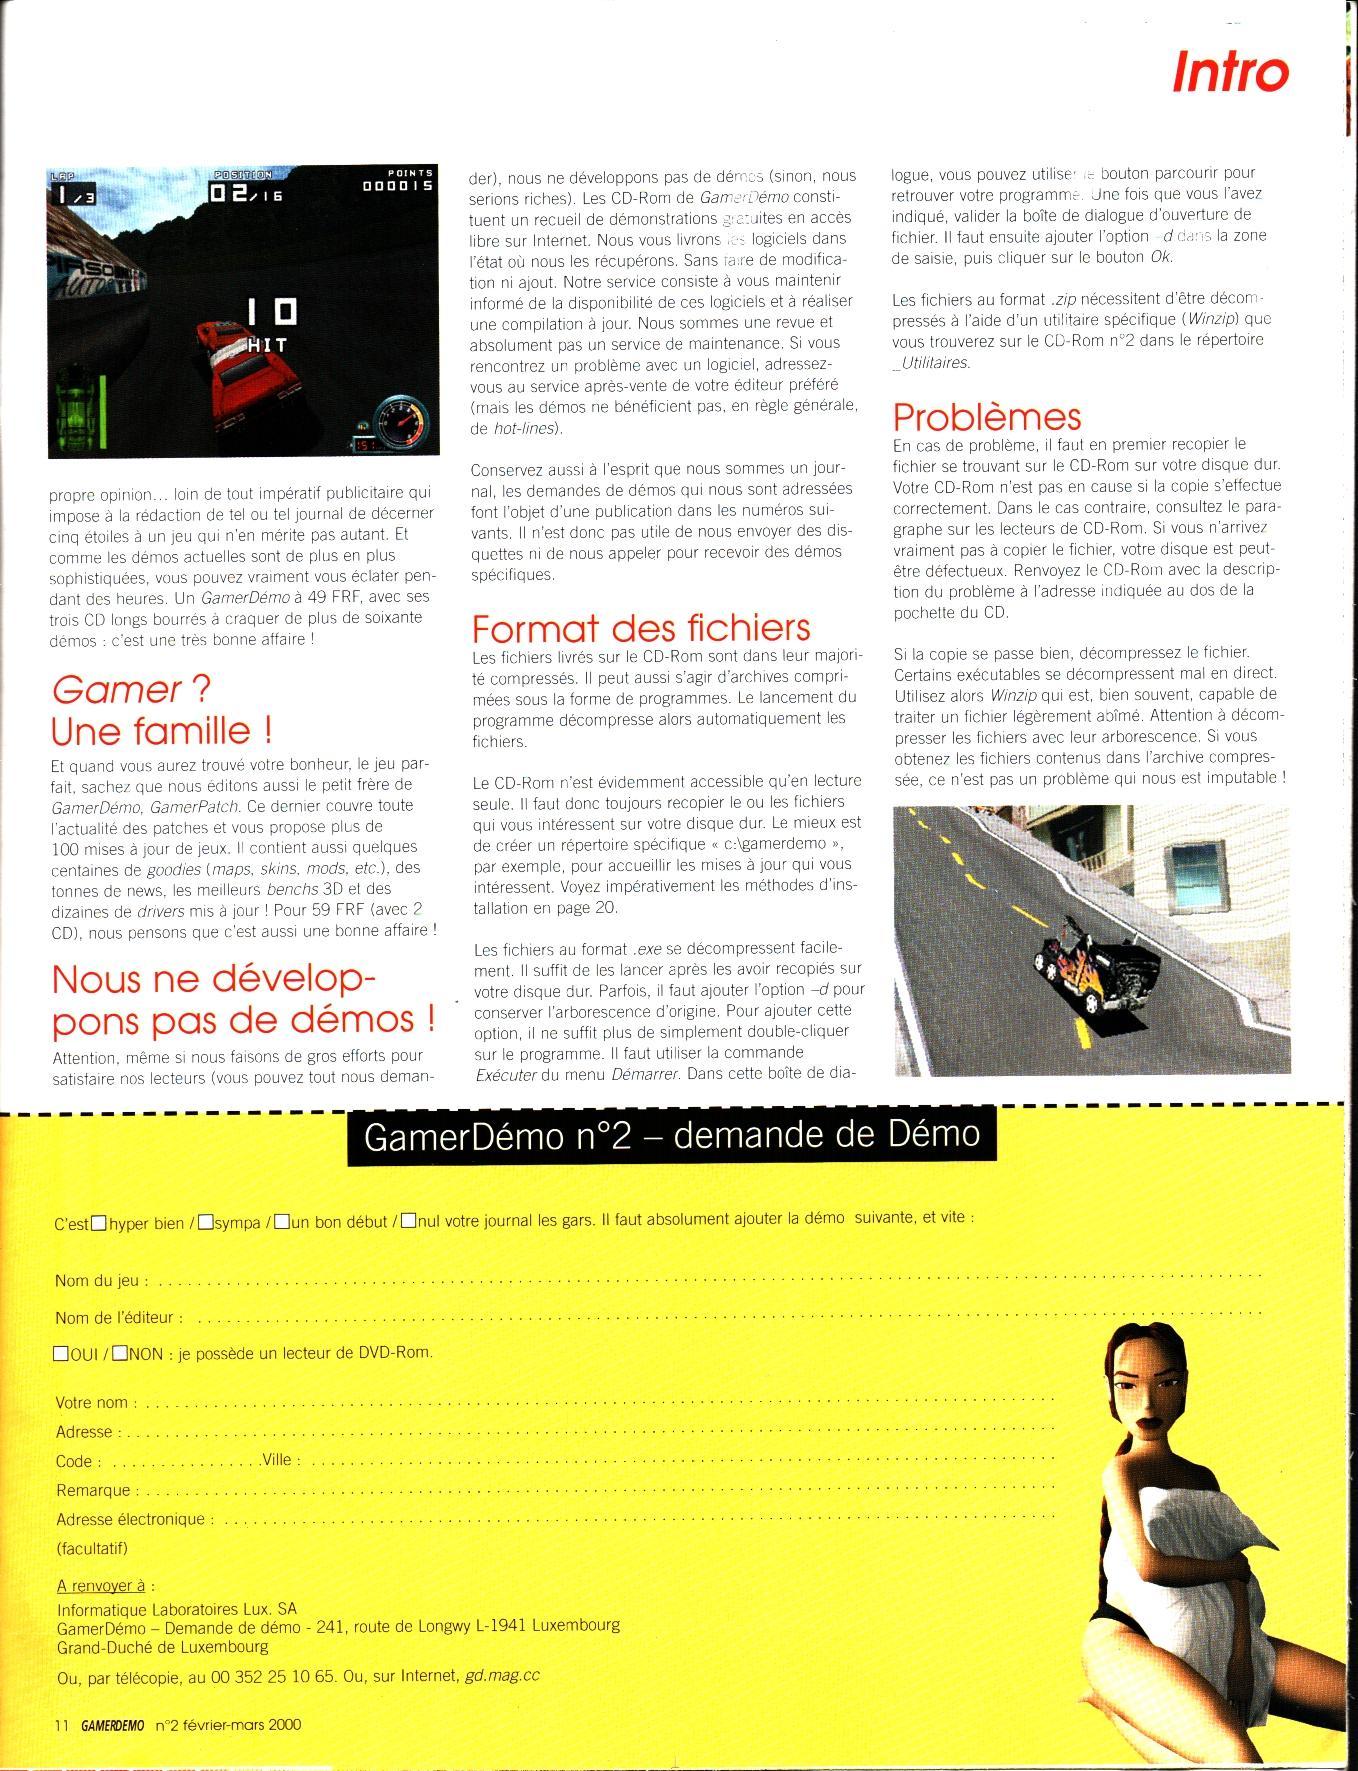 Intro
LAP
1/3
POSITION
02/16
POINTS
000015
10
HIT
151
propre opinion... loin de tout impératif publicitaire qui
impose à la rédaction de tel ou tel journal de décerner
cinq étoiles à un jeu qui n'en mérite pas autant. Et
comme les démos actuelles sont de plus en plus
sophistiquées, vous pouvez vraiment vous éclater pen-
dant des heures. Un GamerDémo à 49 FRF, avec ses
trois CD longs bourrés à craquer de plus de soixante
démos : c'est une très bonne affaire !
Gamer ?
Une famille !
Et quand vous aurez trouvé votre bonheur, le jeu par-
fait, sachez que nous éditons aussi le petit frère de
GamerDémo, GamerPatch. Ce dernier couvre toute
l'actualité des patches et vous propose plus de
100 mises à jour de jeux. Il contient aussi quelques
centaines de goodies (maps, skins, mods, etc.), des
tonnes de news, les meilleurs benchs 3D et des
dizaines de drivers mis à jour ! Pour 59 FRF (avec 2
CD), nous pensons que c'est aussi une bonne affaire !
Nous ne dévelop-
pons pas de démos !
Attention, même si nous faisons de gros efforts pour
satisfaire nos lecteurs (vous pouvez tout nous deman-
der), nous ne développons pas de démos (sinon, nous
serions riches). Les CD-Rom de GamerDémo consti-
tuent un recueil de démonstrations gratuites en accès
libre sur Internet. Nous vous livrons les logiciels dans
l'état où nous les récupérons. Sans faire de modifica-
tion ni ajout. Notre service consiste à vous maintenir
informé de la disponibilité de ces logiciels et à réaliser
une compilation à jour. Nous sommes une revue et
absolument pas un service de maintenance. Si vous
rencontrez un problème avec un logiciel, adressez-
vous au service après-vente de votre éditeur préféré
(mais les démos ne bénéficient pas, en règle générale,
de hot-lines).
Conservez aussi à l'esprit que nous sommes un jour-
nal, les demandes de démos qui nous sont adressées
font l'objet d'une publication dans les numéros sui-
vants. Il n'est donc pas utile de nous envoyer des dis-
quettes ni de nous appeler pour recevoir des démos
spécifiques.
Format des fichiers
Les fichiers livrés sur le CD-Rom sont dans leur majori-
té compressés. Il peut aussi s'agir d'archives compri-
mées sous la forme de programmes. Le lancement du
programme décompresse alors automatiquement les
fichiers.
Le CD-Rom n'est évidemment accessible qu'en lecture
seule. Il faut donc toujours recopier le ou les fichiers
qui vous intéressent sur votre disque dur. Le mieux est
de créer un répertoire spécifique « c:\gamerdemo »,
par exemple, pour accueillir les mises à jour qui vous
intéressent. Voyez impérativement les méthodes d'ins-
tallation en page 20.
Les fichiers au format .exe se décompressent facile-
ment. Il suffit de les lancer après les avoir recopiés sur
votre disque dur. Parfois, il faut ajouter l'option –d pour
conserver l'arborescence d'origine. Pour ajouter cette
option, il ne suffit plus de simplement double-cliquer
sur le programme. Il faut utiliser la commande
Exécuter du menu Démarrer. Dans cette boîte de dia-
logue, vous pouvez utiliser le bouton parcourir pour
retrouver votre programme. Une fois que vous l'avez
indiqué, valider la boîte de dialogue d'ouverture de
fichier. Il faut ensuite ajouter l'option –d dans la zone
de saisie, puis cliquer sur le bouton Ok.
Les fichiers au format .zip nécessitent d'être décom-
pressés à l'aide d'un utilitaire spécifique (Winzip) que
vous trouverez sur le CD-Rom n°2 dans le répertoire
_Utilitaires.
Problèmes
En cas de problème, il faut en premier recopier le
fichier se trouvant sur le CD-Rom sur votre disque dur.
Votre CD-Rom n'est pas en cause si la copie s'effectue
correctement. Dans le cas contraire, consultez le para-
graphe sur les lecteurs de CD-Rom. Si vous n'arrivez
vraiment pas à copier le fichier, votre disque est peut-
être défectueux. Renvoyez le CD-Rom avec la descrip-
tion du problème à l'adresse indiquée au dos de la
pochette du CD.
Si la copie se passe bien, décompressez le fichier.
Certains exécutables se décompressent mal en direct.
Utilisez alors Winzip qui est, bien souvent, capable de
traiter un fichier légèrement abîmé. Attention à décom-
presser les fichiers avec leur arborescence. Si vous
obtenez les fichiers contenus dans l'archive compres-
sée, ce n'est pas un problème qui nous est imputable !
GamerDémo n°2 – demande de Démo
C'est □ hyper bien / □ sympa / □ un bon début / □ nul votre journal les gars. Il faut absolument ajouter la démo suivante, et vite :
Nom du jeu :
Nom de l'éditeur :
□ OUI / □ NON : je possède un lecteur de DVD-Rom.
Votre nom :
Adresse :
Code : Ville :
Remarque :
Adresse électronique :
(facultatif)
A renvoyer à :
Informatique Laboratoires Lux. SA
GamerDémo – Demande de démo - 241, route de Longwy L-1941 Luxembourg
Grand-Duché de Luxembourg
Ou, par télécopie, au 00 352 25 10 65. Ou, sur Internet, gd.mag.cc
11 GAMERDEMO n°2 février-mars 2000